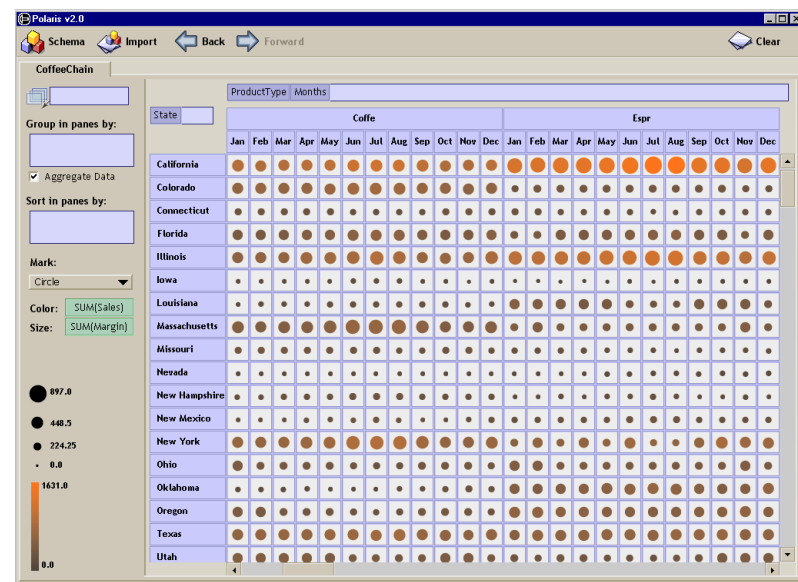 Polaris v2.0
Schema Import Back Forward Clear
CoffeeChain
ProductType Months
State Coffe Espr
Group in panes by:
Jan Feb Mar Apr May Jun Jul Aug Sep Oct Nov Dec Jan Feb Mar Apr May Jun Jul Aug Sep Oct Nov Dec
Aggregate Data
Sort in panes by:
Mark:
Circle
Color: SUM(Sales)
Size: SUM(Margin)
897.0
448.5
224.25
0.0
1631.0
0.0
California
Colorado
Connecticut
Florida
Illinois
Iowa
Louisiana
Massachusetts
Missouri
Nevada
New Hampshire
New Mexico
New York
Ohio
Oklahoma
Oregon
Texas
Utah